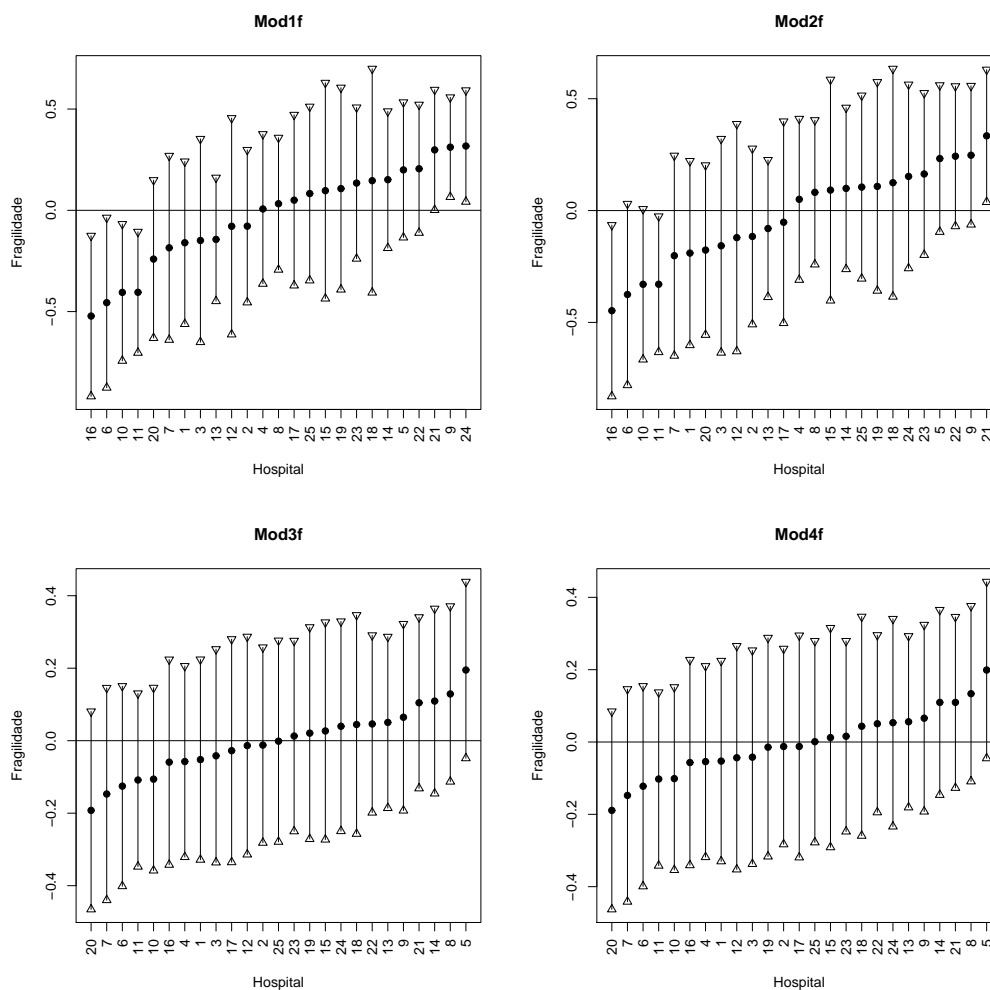 Mod1f
Fragilidade
0.5
0.0
−0.5
16 6 10 11 20 7 1 3 13 12 2 4 8 17 25 15 19 23 18 14 5 22 21 9 24
Hospital
Mod2f
Fragilidade
0.5
0.0
−0.5
16 6 10 11 7 1 20 3 12 2 13 17 4 8 15 14 25 19 18 24 23 5 22 9 21
Hospital
Mod3f
Fragilidade
0.4
0.2
0.0
−0.2
−0.4
20 7 6 11 10 16 4 1 3 17 12 2 25 23 19 15 24 18 22 13 9 21 14 8 5
Hospital
Mod4f
Fragilidade
0.4
0.2
0.0
−0.2
−0.4
20 7 6 11 10 16 4 1 12 3 19 2 17 25 15 23 18 22 24 13 9 14 21 8 5
Hospital